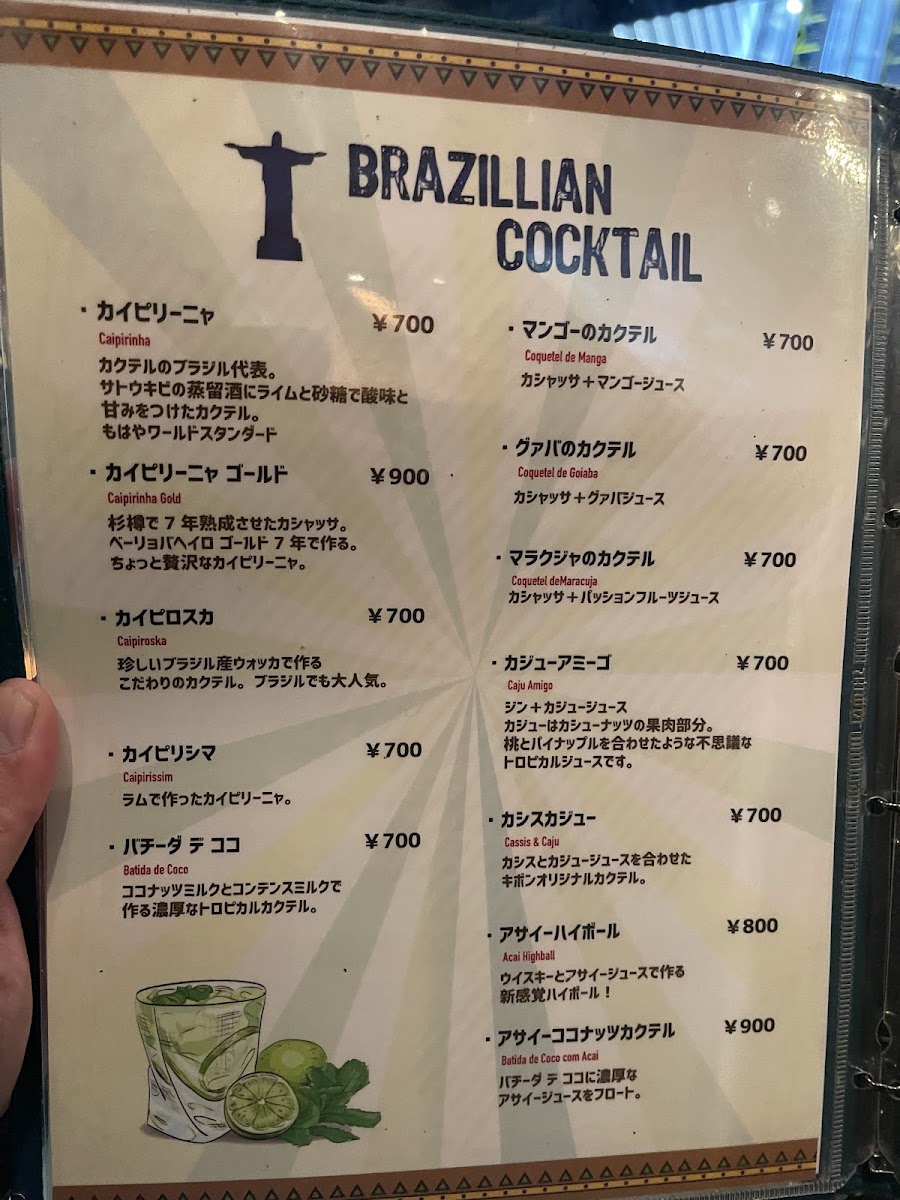 BRAZILLIAN
COCKTAIL
・カイピリーニャ ￥700
Caipirinha
カクテルのブラジル代表。
サトウキビの蒸留酒にライムと砂糖で酸味と
甘みをつけたカクテル。
もはやワールドスタンダード
・カイピリーニャ ゴールド ￥900
Caipirinha Gold
杉樽で 7 年熟成させたカシャッサ。
ベーリョバヘイロ ゴールド 7 年で作る。
ちょっと贅沢なカイピリーニャ。
・カイピロスカ ￥700
Caipiroska
珍しいブラジル産ウォッカで作る
こだわりのカクテル。ブラジルでも大人気。
・カイピリシマ ￥700
Caipirissim
ラムで作ったカイピリーニャ。
・バチーダ デ ココ ￥700
Batida de Coco
ココナッツミルクとコンデンスミルクで
作る濃厚なトロピカルカクテル。
・マンゴーのカクテル ￥700
Coquetel de Manga
カシャッサ＋マンゴージュース
・グァバのカクテル ￥700
Coquetel de Goiaba
カシャッサ＋グァバジュース
・マラクジャのカクテル ￥700
Coquetel deMaracuja
カシャッサ＋パッションフルーツジュース
・カジューアミーゴ ￥700
Caju Amigo
ジン＋カジュージュース
カジューはカシューナッツの果肉部分。
桃とパイナップルを合わせたような不思議な
トロピカルジュースです。
・カシスカジュー ￥700
Cassis & Caju
カシスとカジュージュースを合わせた
キボンオリジナルカクテル。
・アサイーハイボール ￥800
Acai Highball
ウイスキーとアサイージュースで作る
新感覚ハイボール！
・アサイーココナッツカクテル ￥900
Batida de Coco com Acai
バチーダ デ ココに濃厚な
アサイージュースをフロート。